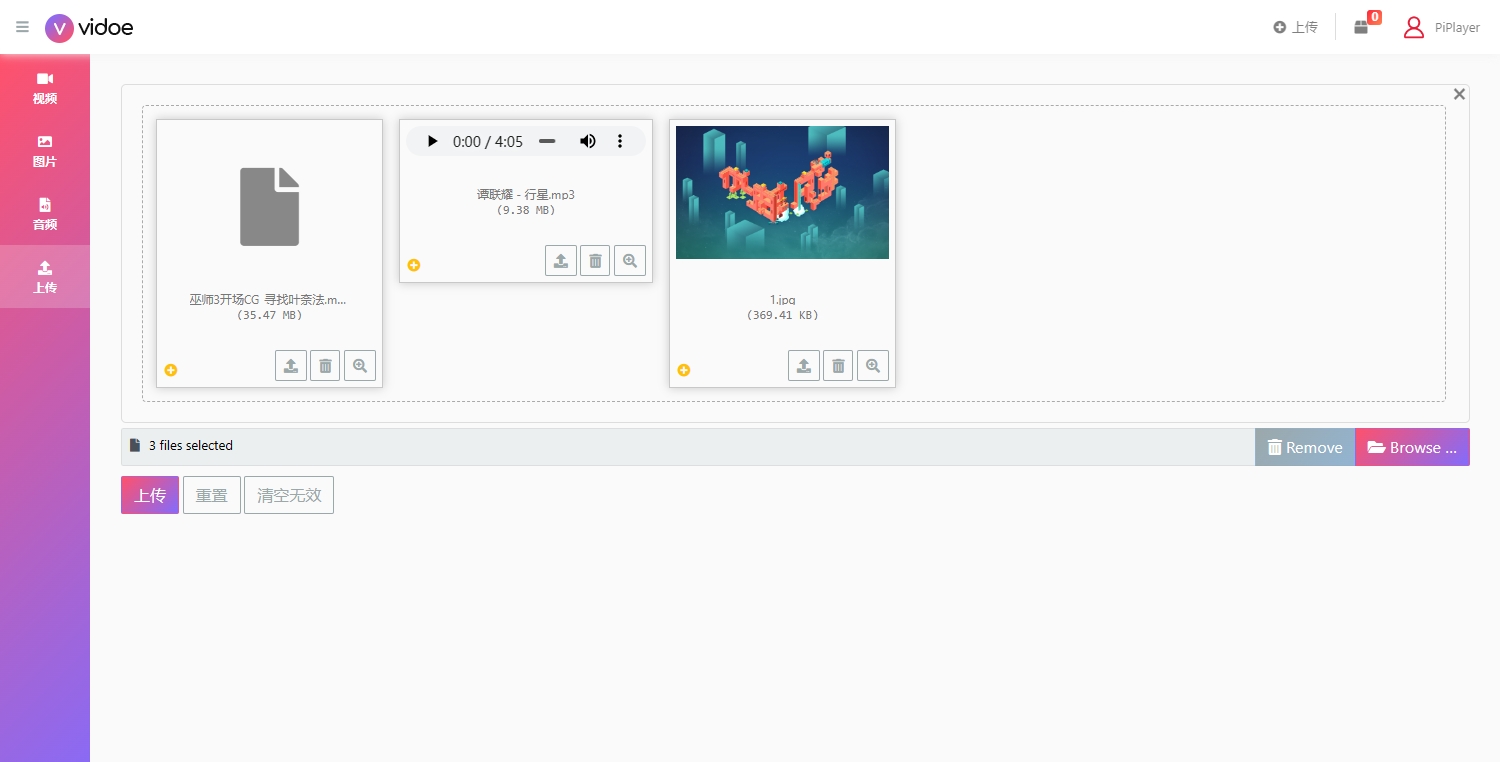 vidoe
上传
0
PiPlayer
视频
图片
音频
上传
0:00 / 4:05
巫师3开场CG 寻找叶奈法.m...
(35.47 MB)
谭联耀 - 行星.mp3
(9.38 MB)
1.jpg
(369.41 KB)
3 files selected
Remove
Browse ...
上传
重置
清空无效